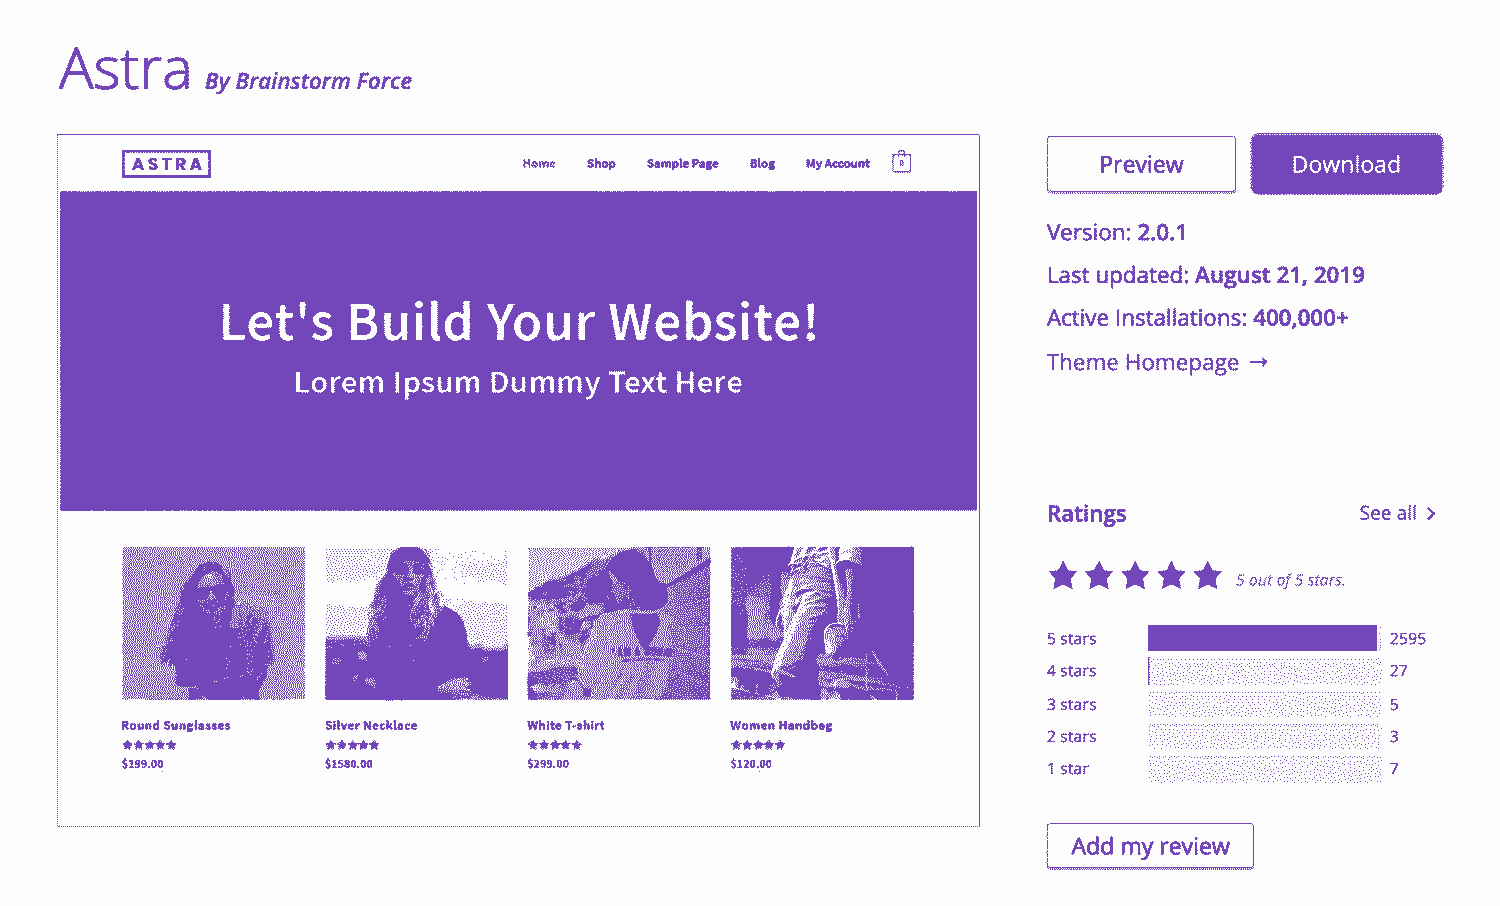 Astra By Brainstorm Force
ASTRA
Home Shop Sample Page Blog My Account 0
Let's Build Your Website!
Lorem Ipsum Dummy Text Here
Round Sunglasses
$199.00
Silver Necklace
$1580.00
White T-shirt
$299.00
Women Handbag
$120.00
Preview
Download
Version: 2.0.1
Last updated: August 21, 2019
Active Installations: 400,000+
Theme Homepage →
Ratings
See all >
5 out of 5 stars.
5 stars 2595
4 stars 27
3 stars 5
2 stars 3
1 star 7
Add my review